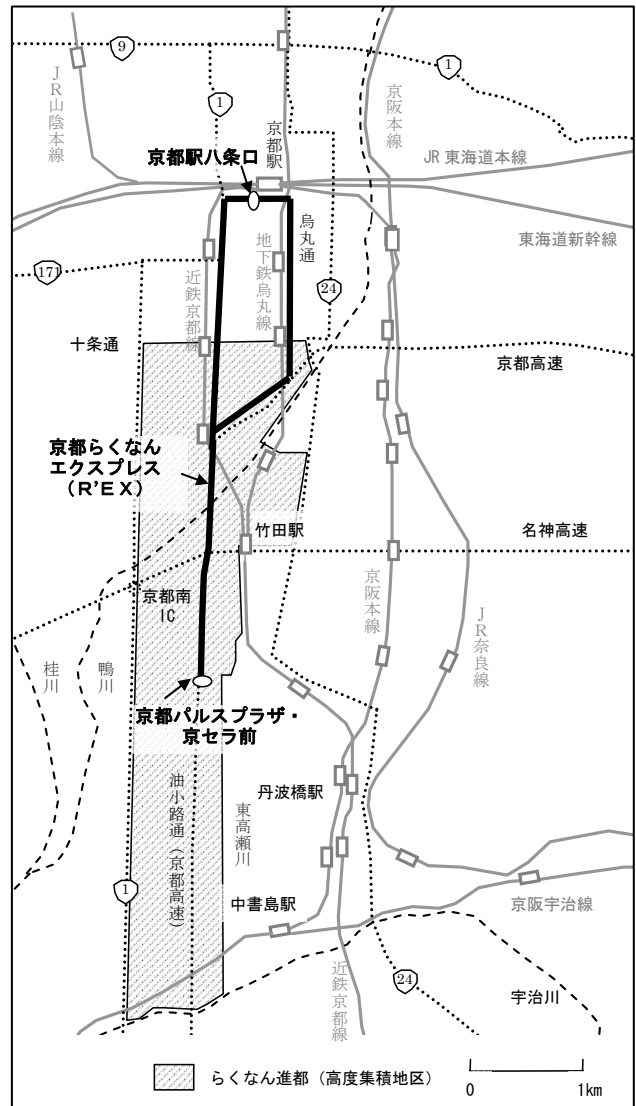 9
1
1
JR山陰本線
京都駅
京阪本線
京都駅八条口
JR東海道本線
烏丸通
地下鉄烏丸線
東海道新幹線
171
近鉄京都線
24
十条通
京都高速
京都らくなん
エクスプレス
(R'EX)
竹田駅
名神高速
京都南
IC
京阪本線
JR奈良線
桂川
鴨川
京都パルスプラザ・
京セラ前
油小路通(京都高速)
東高瀬川
丹波橋駅
1
中書島駅
京阪宇治線
近鉄京都線
24
宇治川
らくなん進都(高度集積地区)
0 1km